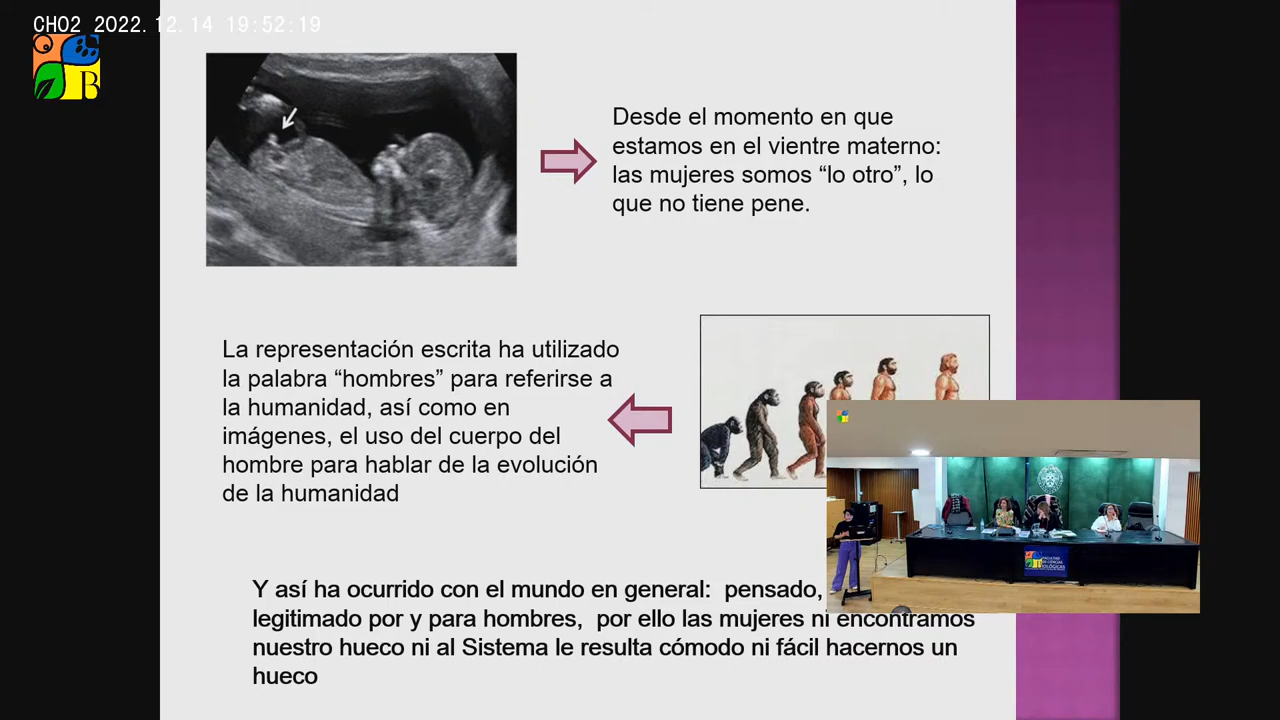 CH02 2022.12.14 19:52:19
B
Desde el momento en que
estamos en el vientre materno:
las mujeres somos “lo otro”, lo
que no tiene pene.
La representación escrita ha utilizado
la palabra “hombres” para referirse a
la humanidad, así como en
imágenes, el uso del cuerpo del
hombre para hablar de la evolución
de la humanidad
Y así ha ocurrido con el mundo en general: pensado,
legitimado por y para hombres, por ello las mujeres ni encontramos
nuestro hueco ni al Sistema le resulta cómodo ni fácil hacernos un
hueco
FACULTAD
DE CIENCIAS
BIOLÓGICAS